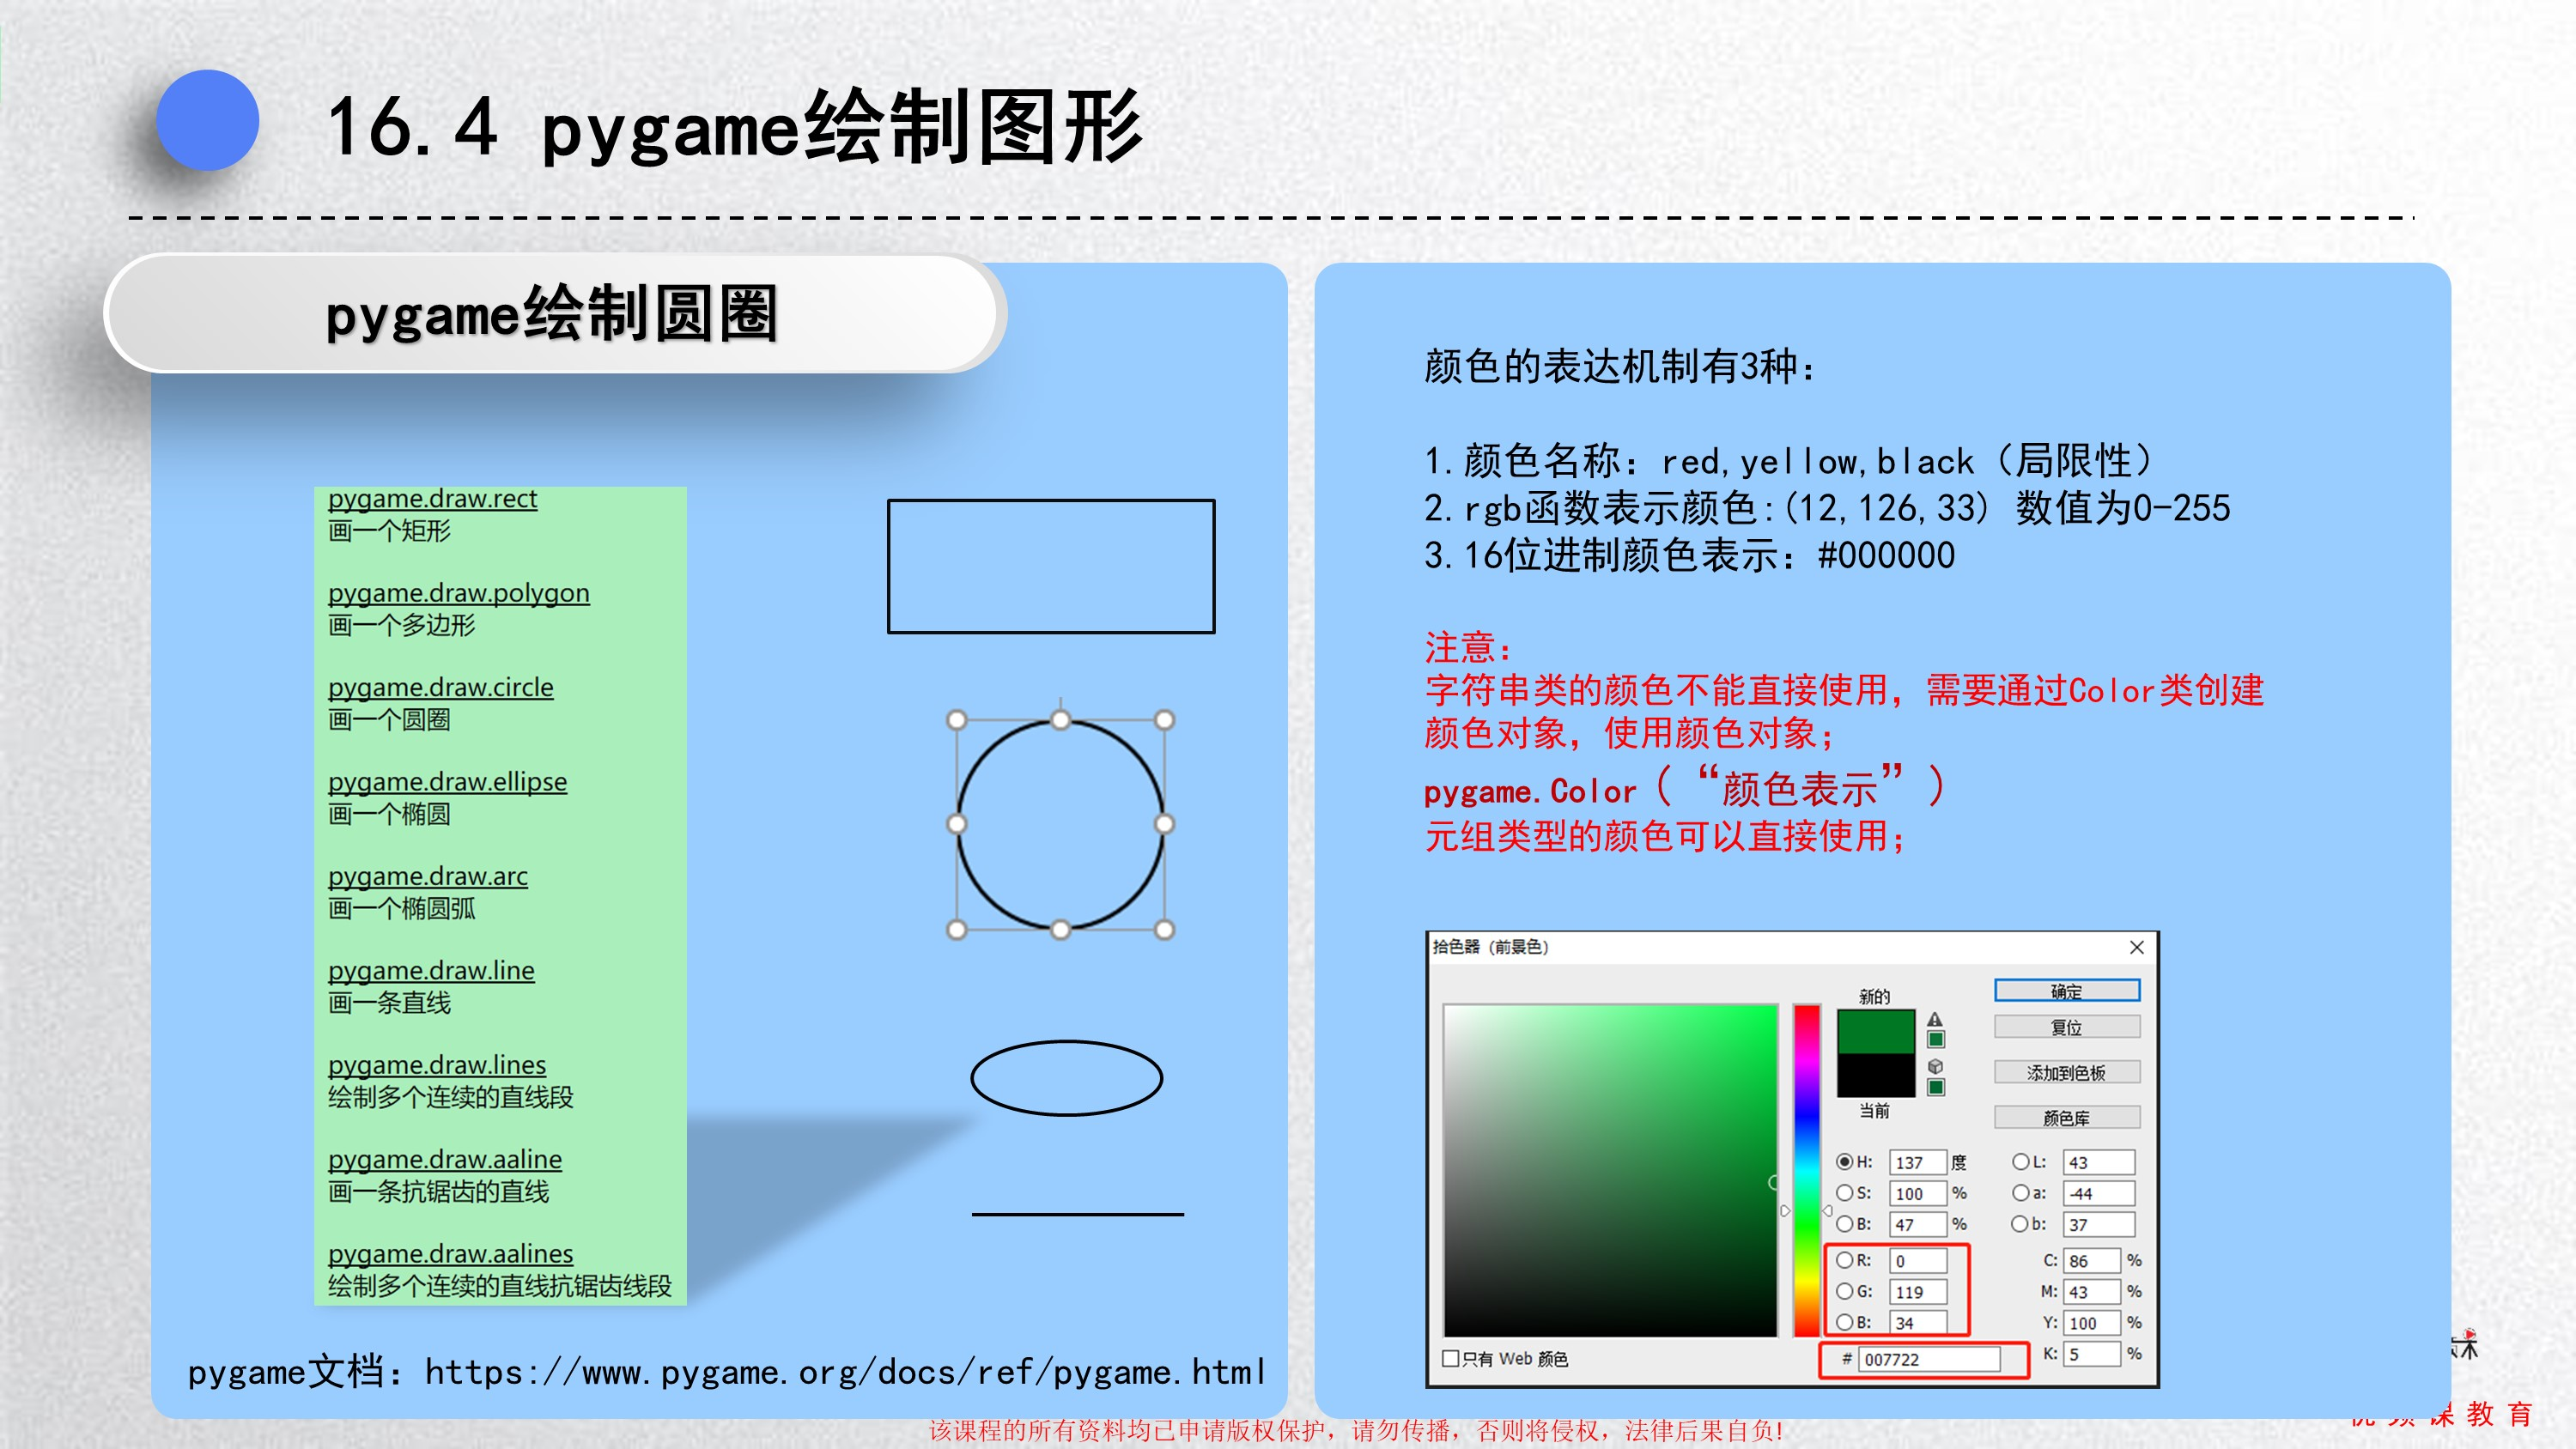 16.4 pygame绘制图形
pygame绘制圆圈
pygame.draw.rect
画一个矩形
pygame.draw.polygon
画一个多边形
pygame.draw.circle
画一个圆圈
pygame.draw.ellipse
画一个椭圆
pygame.draw.arc
画一个椭圆弧
pygame.draw.line
画一条直线
pygame.draw.lines
绘制多个连续的直线段
pygame.draw.aaline
画一条抗锯齿的直线
pygame.draw.aalines
绘制多个连续的直线抗锯齿线段
pygame文档：https://www.pygame.org/docs/ref/pygame.html
颜色的表达机制有3种：
1.颜色名称：red,yellow,black（局限性）
2.rgb函数表示颜色:(12,126,33) 数值为0-255
3.16位进制颜色表示：#000000
注意：
字符串类的颜色不能直接使用，需要通过Color类创建
颜色对象，使用颜色对象；
pygame.Color（“颜色表示”）
元组类型的颜色可以直接使用；
拾色器（前景色）
新的
当前
确定
复位
添加到色板
颜色库
H: 137 度
L: 43
S: 100 %
a: -44
B: 47 %
b: 37
R: 0
C: 86 %
G: 119
M: 43 %
B: 34
Y: 100 %
只有 Web 颜色
# 007722
K: 5 %
课教育
该课程的所有资料均已申请版权保护，请勿传播，否则将侵权，法律后果自负!